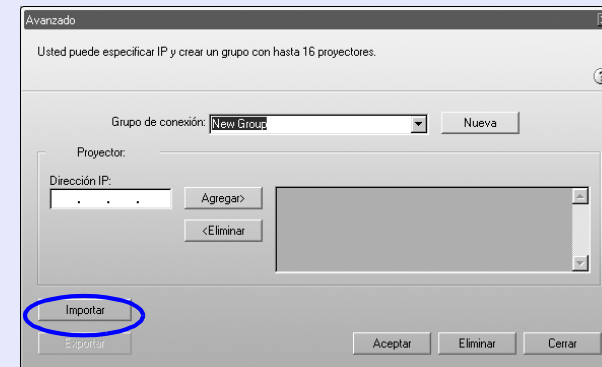 Avanzado
Usted puede especificar IP y crear un grupo con hasta 16 proyectores.
Grupo de conexión: New Group Nueva
Proyector:
Dirección IP:
. . .
Agregar>
<Eliminar
Importar
Exportar Aceptar Eliminar Cerrar